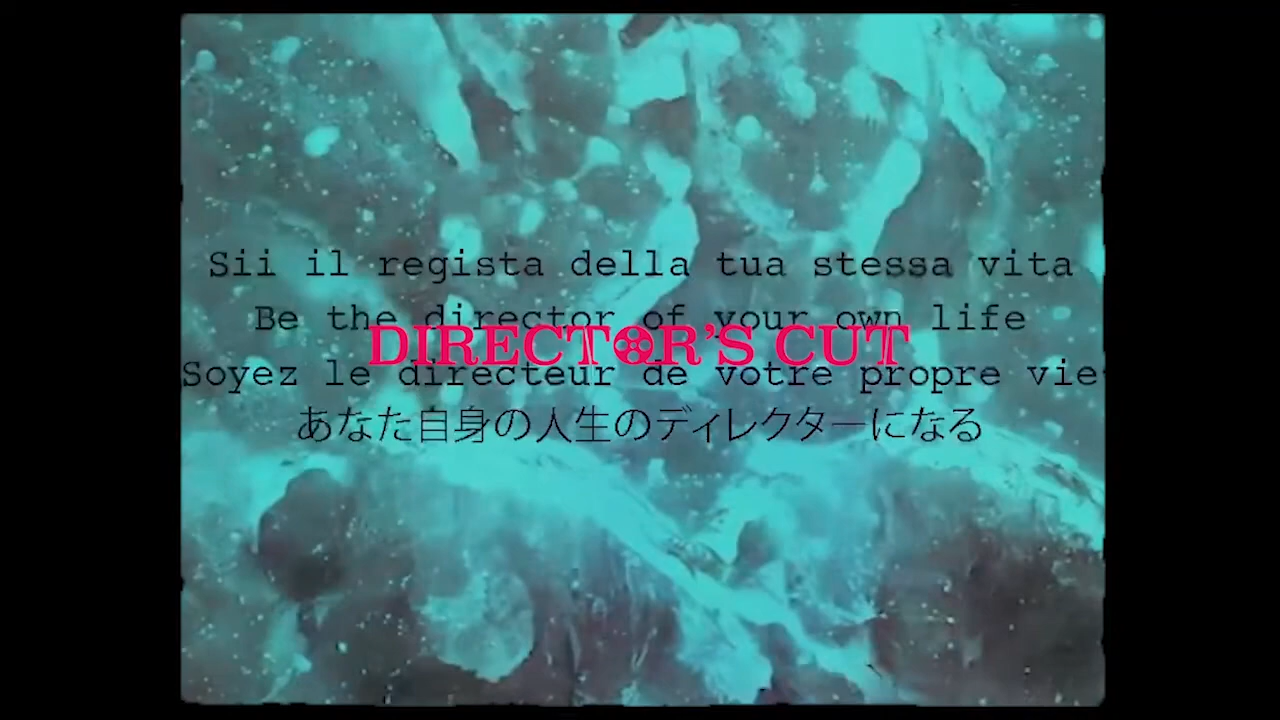 Sii il regista della tua stessa vita
Be the director of your own life
DIRECTOR'S CUT
Soyez le directeur de votre propre vie
あなた自身の人生のディレクターになる